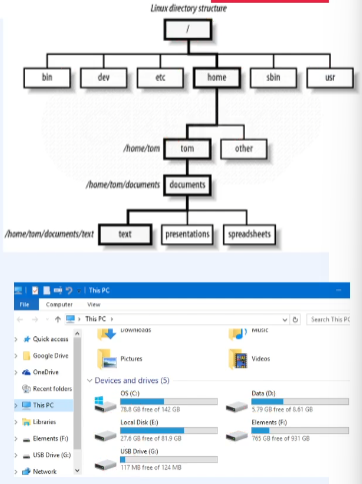 Linux directory structure
/
bin dev etc home sbin usr
/home/tom tom other
/home/tom/documents documents
/home/tom/documents/text text presentations spreadsheets
This PC
File Computer View
This PC Search This PC
Quick access
Google Drive
OneDrive
Recent folders
This PC
Libraries
Elements (F:)
USB Drive (G:)
Network
Downloads Music
Pictures Videos
Devices and drives (5)
OS (C:) Data (D:)
78.8 GB free of 142 GB 5.79 GB free of 8.61 GB
Local Disk (E:) Elements (F:)
27.6 GB free of 81.9 GB 765 GB free of 931 GB
USB Drive (G:)
117 MB free of 124 MB